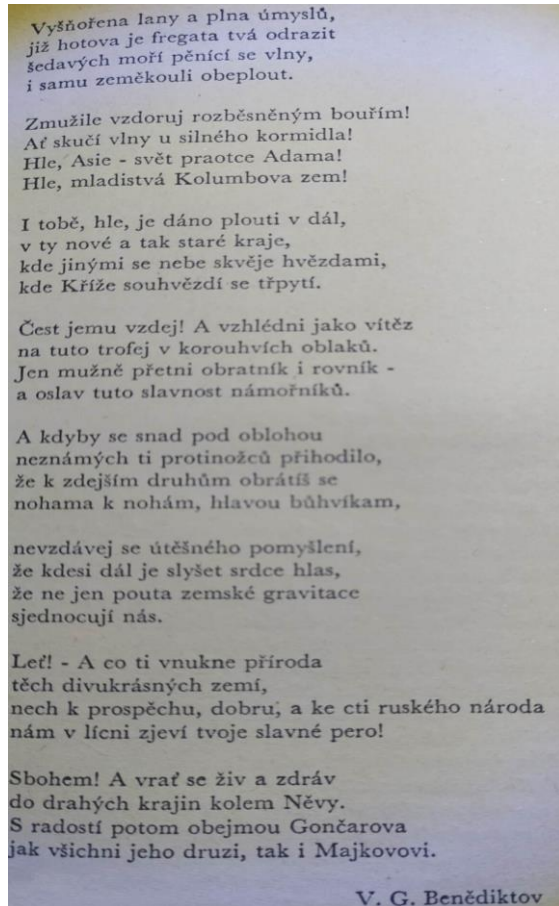 Vyšňořena lany a plna úmyslů,
již hotova je fregata tvá odrazit
šedavých moří pěnící se vlny,
i samu zeměkouli obeplout.
Zmužile vzdoruj rozběsněným bouřím!
Ať skučí vlny u silného kormidla!
Hle, Asie - svět praotce Adama!
Hle, mladistvá Kolumbova zem!
I tobě, hle, je dáno plouti v dál,
v ty nové a tak staré kraje,
kde jinými se nebe skvěje hvězdami,
kde Kříže souhvězdí se třpytí.
Čest jemu vzdej! A vzhlédni jako vítěz
na tuto trofej v korouhvích oblaků.
Jen mužně přetni obratník i rovník -
a oslav tuto slavnost námořníků.
A kdyby se snad pod oblohou
neznámých ti protinožců přihodilo,
že k zdejším druhům obrátíš se
nohama k nohám, hlavou bůhvíkam,
nevzdávej se útěšného pomyšlení,
že kdesi dál je slyšet srdce hlas,
že ne jen pouta zemské gravitace
sjednocují nás.
Leť! - A co ti vnukne příroda
těch divukrásných zemí,
nech k prospěchu, dobru, a ke cti ruského národa
nám v lícni zjeví tvoje slavné pero!
Sbohem! A vrať se živ a zdráv
do drahých krajin kolem Něvy.
S radostí potom obejmou Gončarova
jak všichni jeho druzi, tak i Majkovovi.
V. G. Benědiktov